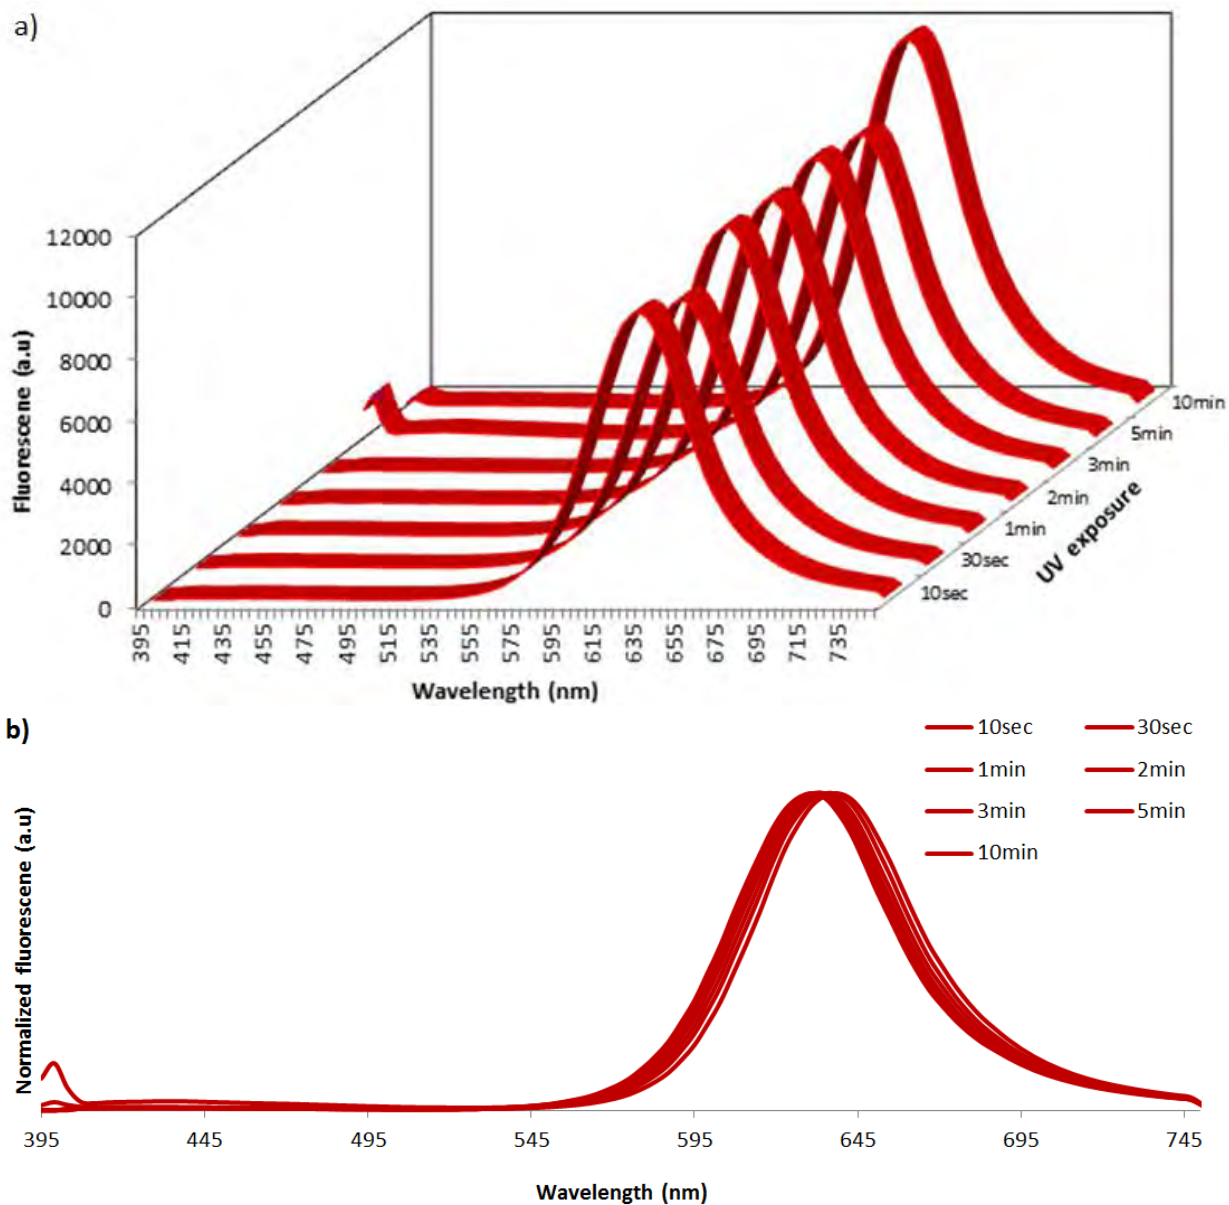 a)
12000
10000
8000
6000
4000
2000
0
Fluorescene (a.u)
395 415 435 455 475 495 515 535 555 575 595 615 635 655 675 695 715 735
Wavelength (nm)
10min
5min
3min
2min
1min
30sec
10sec
UV exposure
b)
10sec 30sec
1min 2min
3min 5min
10min
Normalized fluorescene (a.u)
395 445 495 545 595 645 695 745
Wavelength (nm)